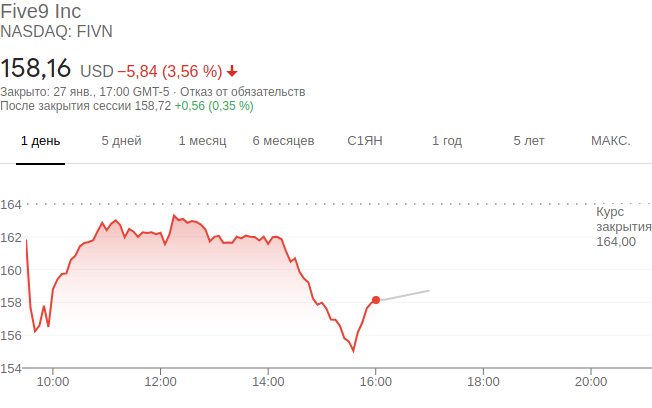 Five9 Inc
NASDAQ: FIVN
158,16 USD −5,84 (3,56 %)
Закрыто: 27 янв., 17:00 GMT-5 · Отказ от обязательств
После закрытия сессии 158,72 +0,56 (0,35 %)
1 день 5 дней 1 месяц 6 месяцев С1ЯН 1 год 5 лет МАКС.
164
Курс
закрытия
164,00
162
160
158
156
154
10:00 12:00 14:00 16:00 18:00 20:00